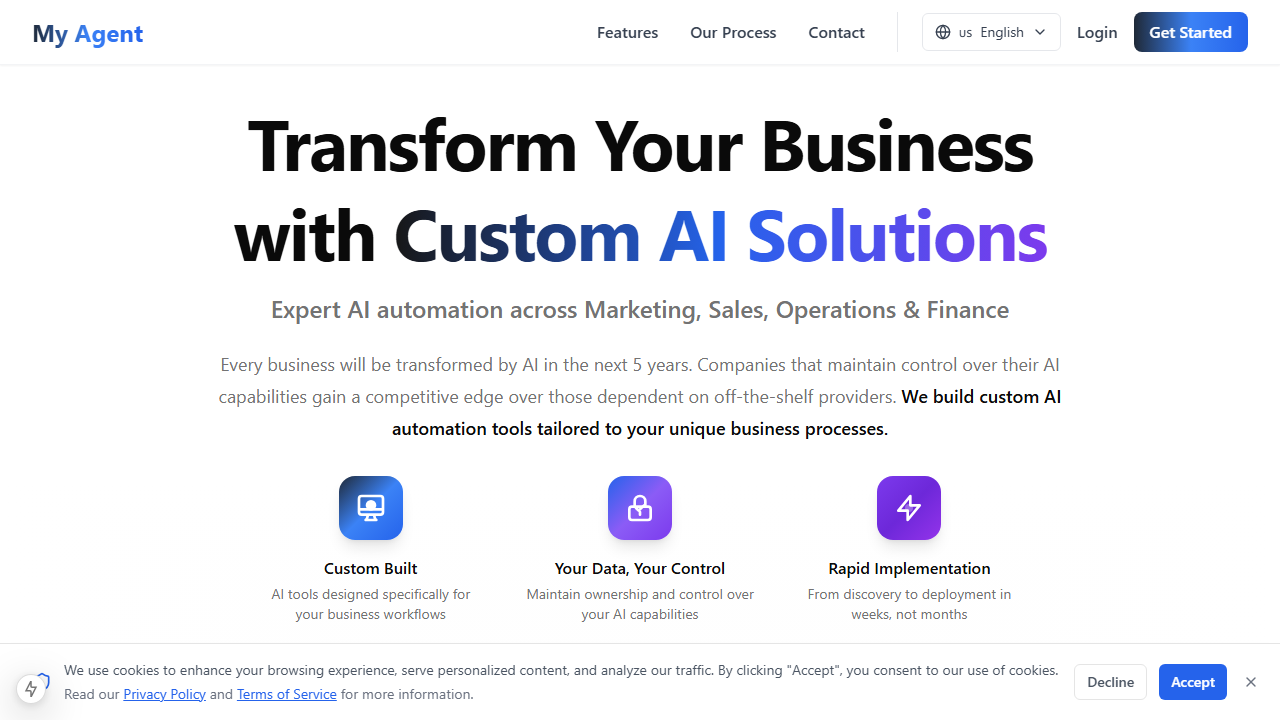 My Agent
Features
Our Process
Contact
us English
Login
Get Started
Transform Your Business
with Custom AI Solutions
Expert AI automation across Marketing, Sales, Operations & Finance
Every business will be transformed by AI in the next 5 years. Companies that maintain control over their AI
capabilities gain a competitive edge over those dependent on off-the-shelf providers. We build custom AI
automation tools tailored to your unique business processes.
Custom Built
AI tools designed specifically for
your business workflows
Your Data, Your Control
Maintain ownership and control over
your AI capabilities
Rapid Implementation
From discovery to deployment in
weeks, not months
We use cookies to enhance your browsing experience, serve personalized content, and analyze our traffic. By clicking "Accept", you consent to our use of cookies.
Read our Privacy Policy and Terms of Service for more information.
Decline
Accept